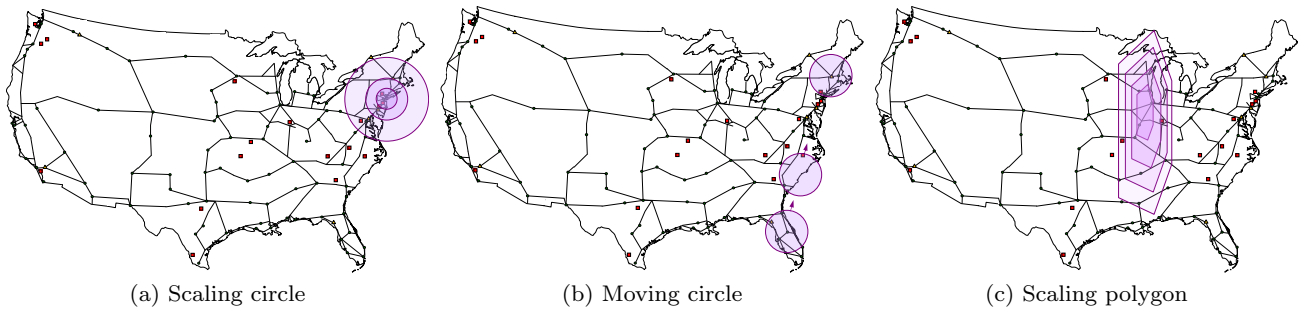 (a) Scaling circle
(b) Moving circle
(c) Scaling polygon